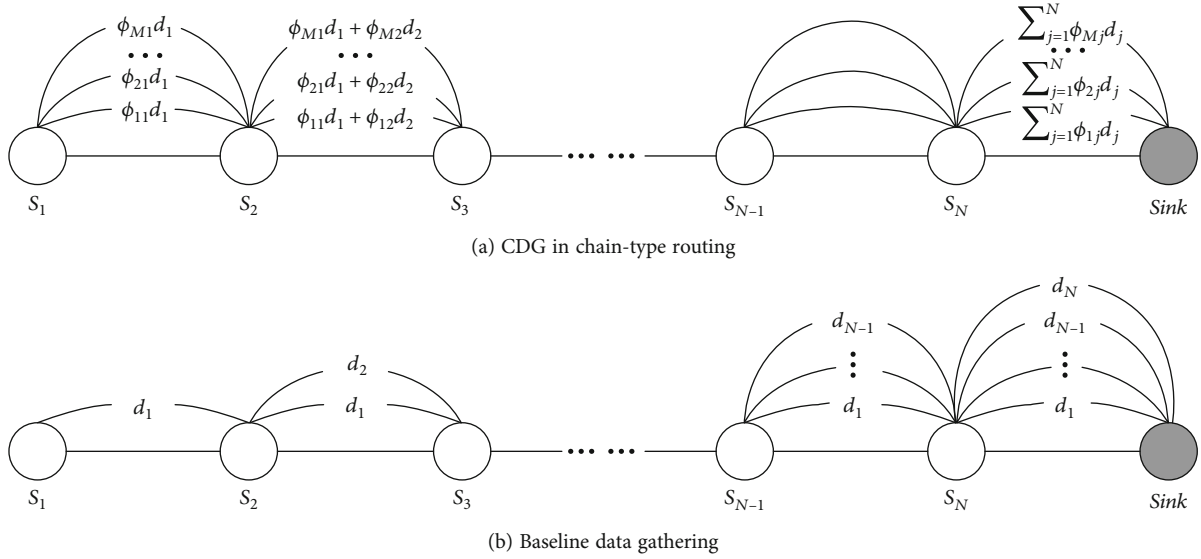 ϕ_{M1}d_1 ϕ_{M1}d_1 + ϕ_{M2}d_2 ∑_{j=1}^{N} ϕ_{Mj}d_j
••• ••• •••
ϕ_{21}d_1 ϕ_{21}d_1 + ϕ_{22}d_2 ∑_{j=1}^{N} ϕ_{2j}d_j
ϕ_{11}d_1 ϕ_{11}d_1 + ϕ_{12}d_2 ∑_{j=1}^{N} ϕ_{1j}d_j
••• •••
S_1 S_2 S_3 S_{N–1} S_N Sink
(a) CDG in chain-type routing
d_N
d_{N–1} d_{N–1}
d_2 ⋮ ⋮
d_1 d_1 d_1 d_1
••• •••
S_1 S_2 S_3 S_{N–1} S_N Sink
(b) Baseline data gathering